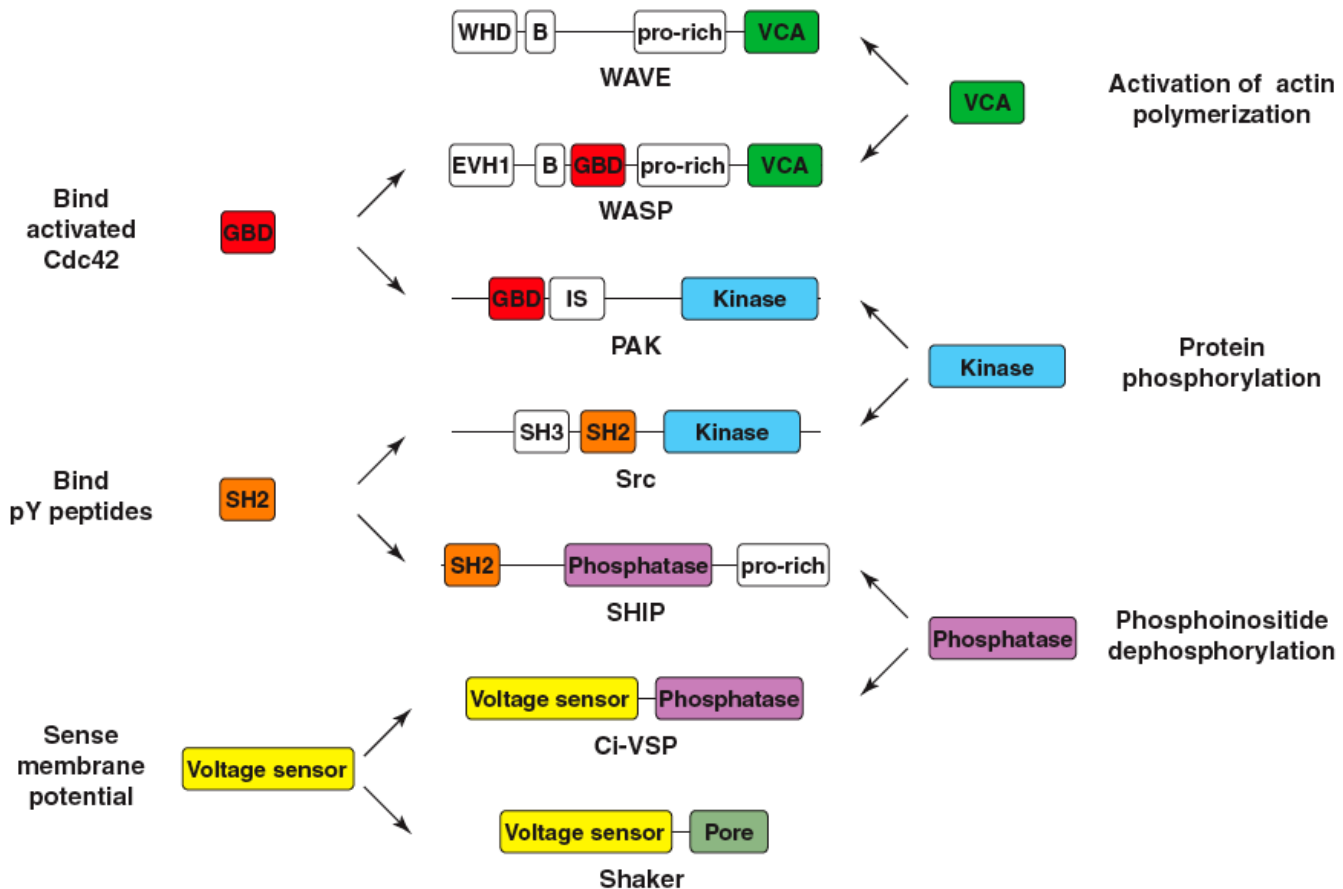 WHD B pro-rich VCA
WAVE
VCA
Activation of actin
polymerization
EVH1 B GBD pro-rich VCA
WASP
Bind
activated
Cdc42
GBD
GBD IS Kinase
PAK
Kinase
Protein
phosphorylation
SH3 SH2 Kinase
Src
Bind
pY peptides
SH2
SH2 Phosphatase pro-rich
SHIP
Phosphatase
Phosphoinositide
dephosphorylation
Voltage sensor Phosphatase
Ci-VSP
Sense
membrane
potential
Voltage sensor
Voltage sensor Pore
Shaker